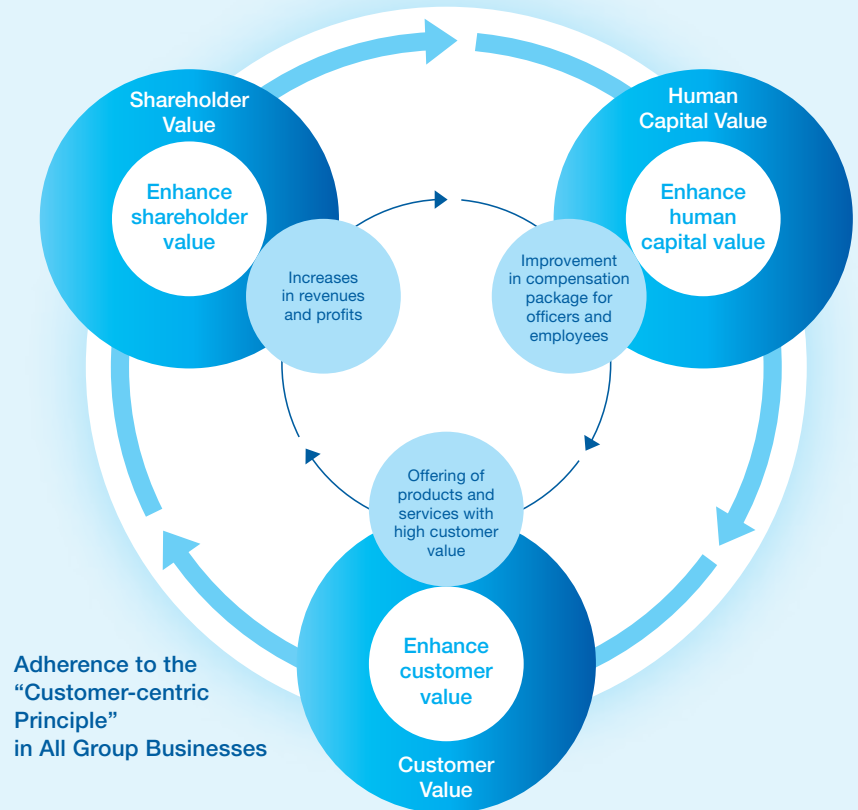 Shareholder
Value
Enhance
shareholder
value
Increases
in revenues
and profits
Human
Capital Value
Enhance
human
capital value
Improvement
in compensation
package for
officers and
employees
Offering of
products and
services with
high customer
value
Enhance
customer
value
Customer
Value
Adherence to the
“Customer-centric
Principle”
in All Group Businesses